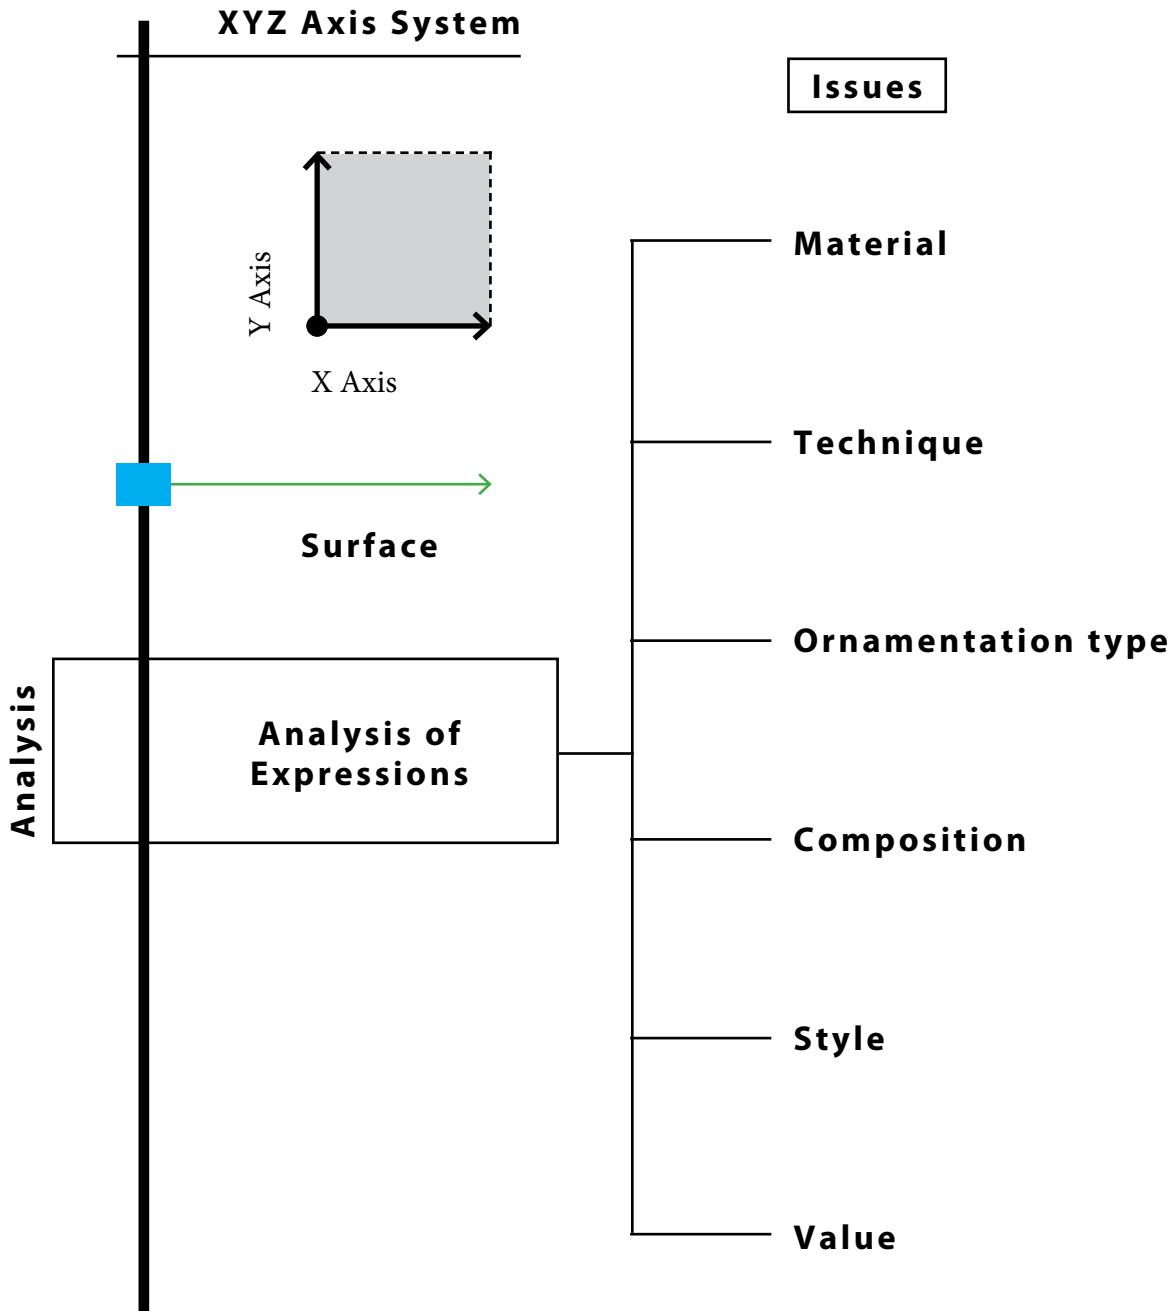 XYZ Axis System
Issues
Y Axis
X Axis
Surface
Analysis
Analysis of
Expressions
Material
Technique
Ornamentation type
Composition
Style
Value